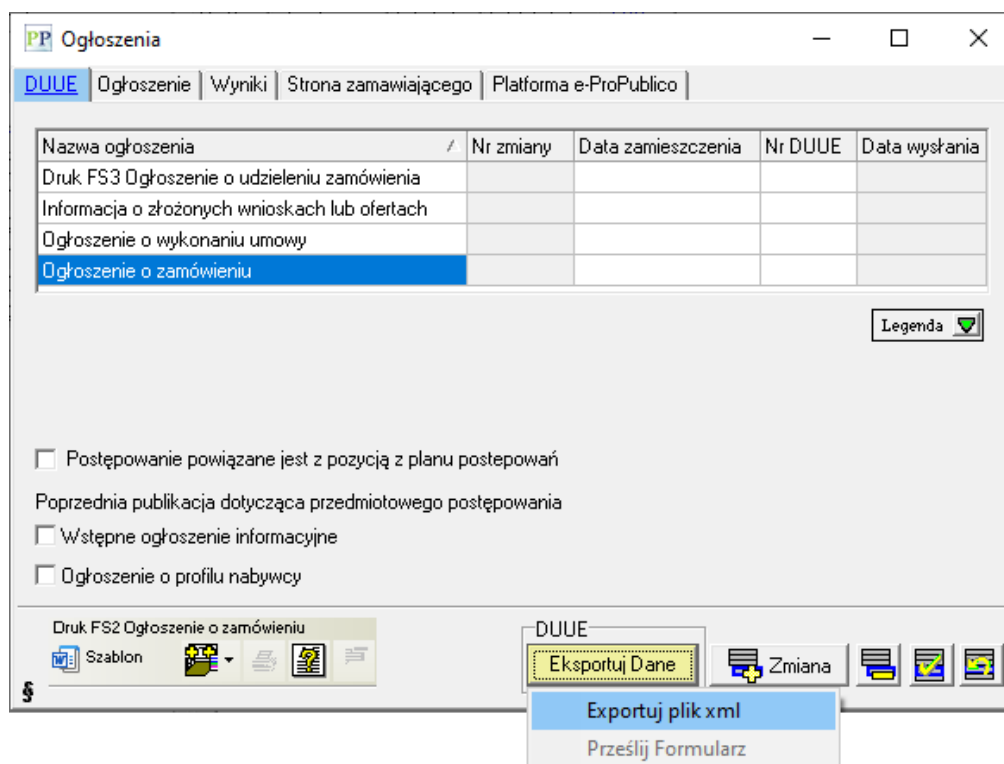 PP Ogłoszenia
DUUE Ogłoszenie Wyniki Strona zamawiającego Platforma e-ProPublico
Nazwa ogłoszenia Nr zmiany Data zamieszczenia Nr DUUE Data wysłania
Druk FS3 Ogłoszenie o udzieleniu zamówienia
Informacja o złożonych wnioskach lub ofertach
Ogłoszenie o wykonaniu umowy
Ogłoszenie o zamówieniu
Legenda
Postępowanie powiązane jest z pozycją z planu postepowań
Poprzednia publikacja dotycząca przedmiotowego postępowania
Wstępne ogłoszenie informacyjne
Ogłoszenie o profilu nabywcy
Druk FS2 Ogłoszenie o zamówieniu
DUUE
Szablon
Eksportuj Dane
Zmiana
§
Exportuj plik xml
Prześlij Formularz